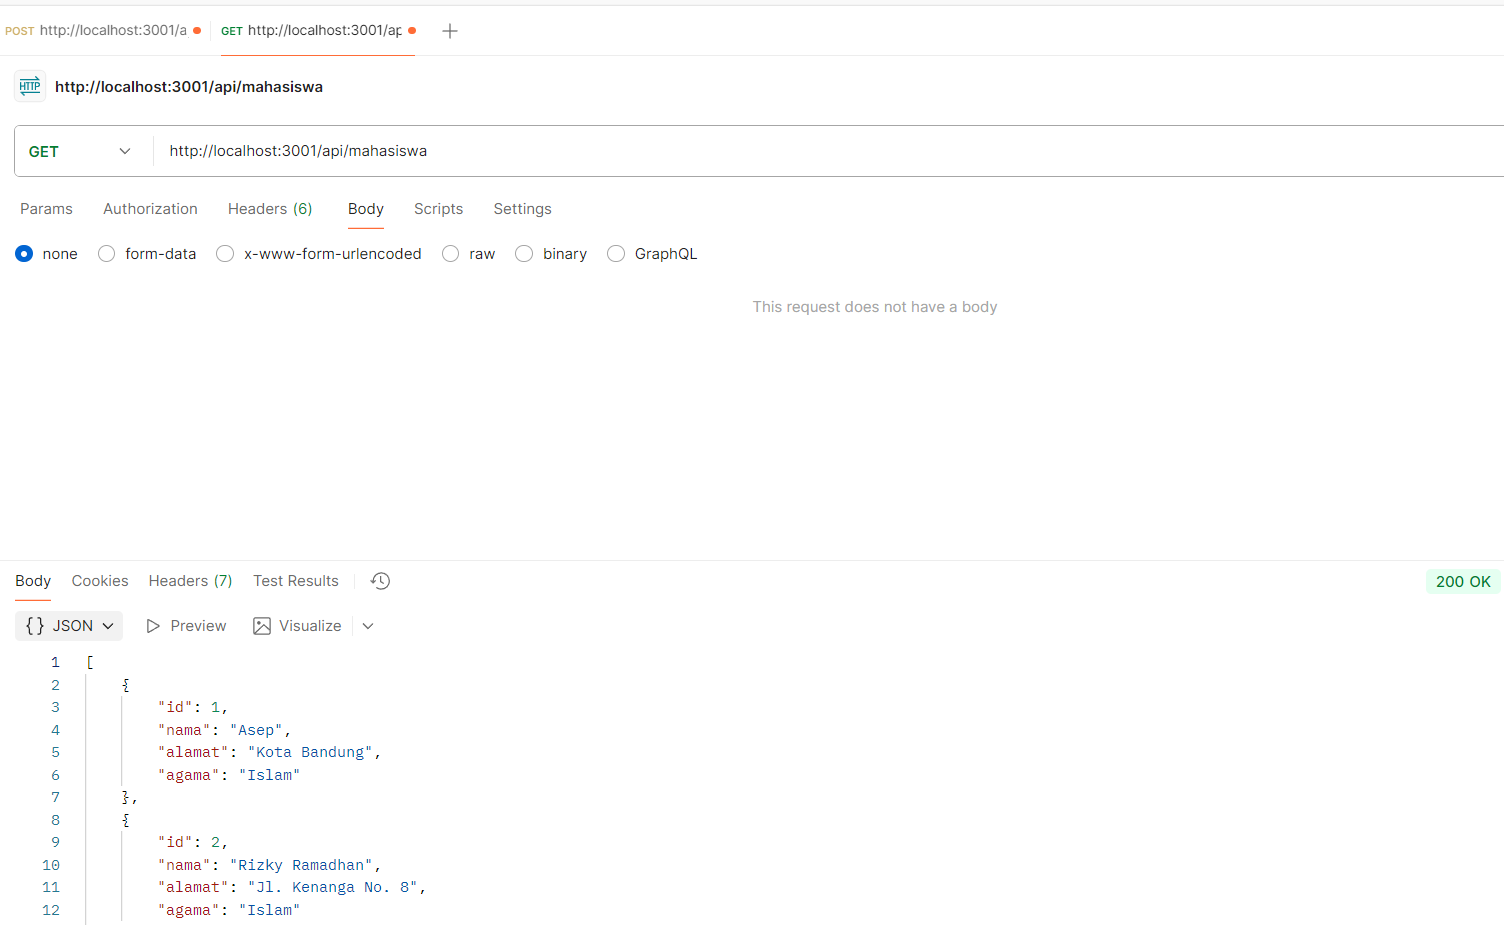 POST http://localhost:3001/a GET http://localhost:3001/ap
HTTP http://localhost:3001/api/mahasiswa
GET http://localhost:3001/api/mahasiswa
Params Authorization Headers (6) Body Scripts Settings
none form-data x-www-form-urlencoded raw binary GraphQL
This request does not have a body
Body Cookies Headers (7) Test Results 200 OK
{} JSON Preview Visualize
1 [
2 {
3 "id": 1,
4 "nama": "Asep",
5 "alamat": "Kota Bandung",
6 "agama": "Islam"
7 },
8 {
9 "id": 2,
10 "nama": "Rizky Ramadhan",
11 "alamat": "Jl. Kenanga No. 8",
12 "agama": "Islam"